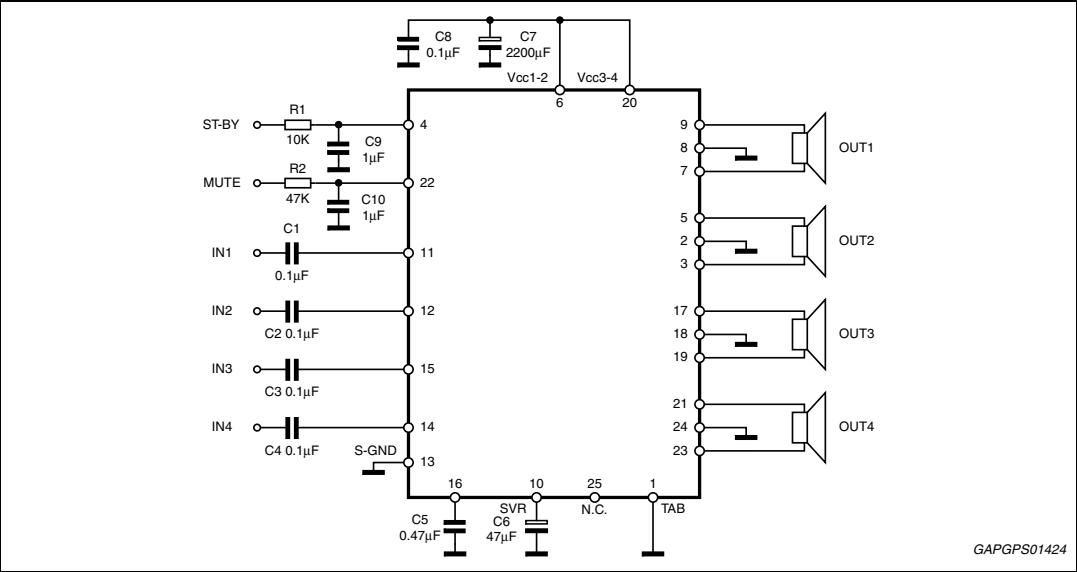 C8
0.1µF
C7
2200µF
Vcc1-2
Vcc3-4
6
20
ST-BY
R1
10K
4
C9
1µF
MUTE
R2
47K
22
C10
1µF
IN1
C1
0.1µF
11
IN2
C2 0.1µF
12
IN3
C3 0.1µF
15
IN4
C4 0.1µF
14
S-GND
13
9
8
7
OUT1
5
2
3
OUT2
17
18
19
OUT3
21
24
23
OUT4
16
10
25
1
SVR
N.C.
TAB
C5
0.47µF
C6
47µF
GAPGPS01424